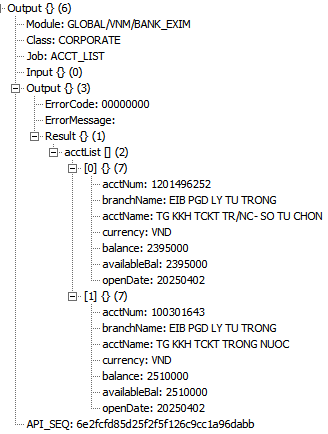 Output {} (6)
Module: GLOBAL/VNM/BANK_EXIM
Class: CORPORATE
Job: ACCT_LIST
Input {} (0)
Output {} (3)
ErrorCode: 00000000
ErrorMessage:
Result {} (1)
acctList [] (2)
[0] {} (7)
acctNum: 1201496252
branchName: EIB PGD LY TU TRONG
acctName: TG KKH TCKT TR/NC- SO TU CHON
currency: VND
balance: 2395000
availableBal: 2395000
openDate: 20250402
[1] {} (7)
acctNum: 100301643
branchName: EIB PGD LY TU TRONG
acctName: TG KKH TCKT TRONG NUOC
currency: VND
balance: 2510000
availableBal: 2510000
openDate: 20250402
API_SEQ: 6e2fcfd85d25f2f5f126c9cc1a96dabb